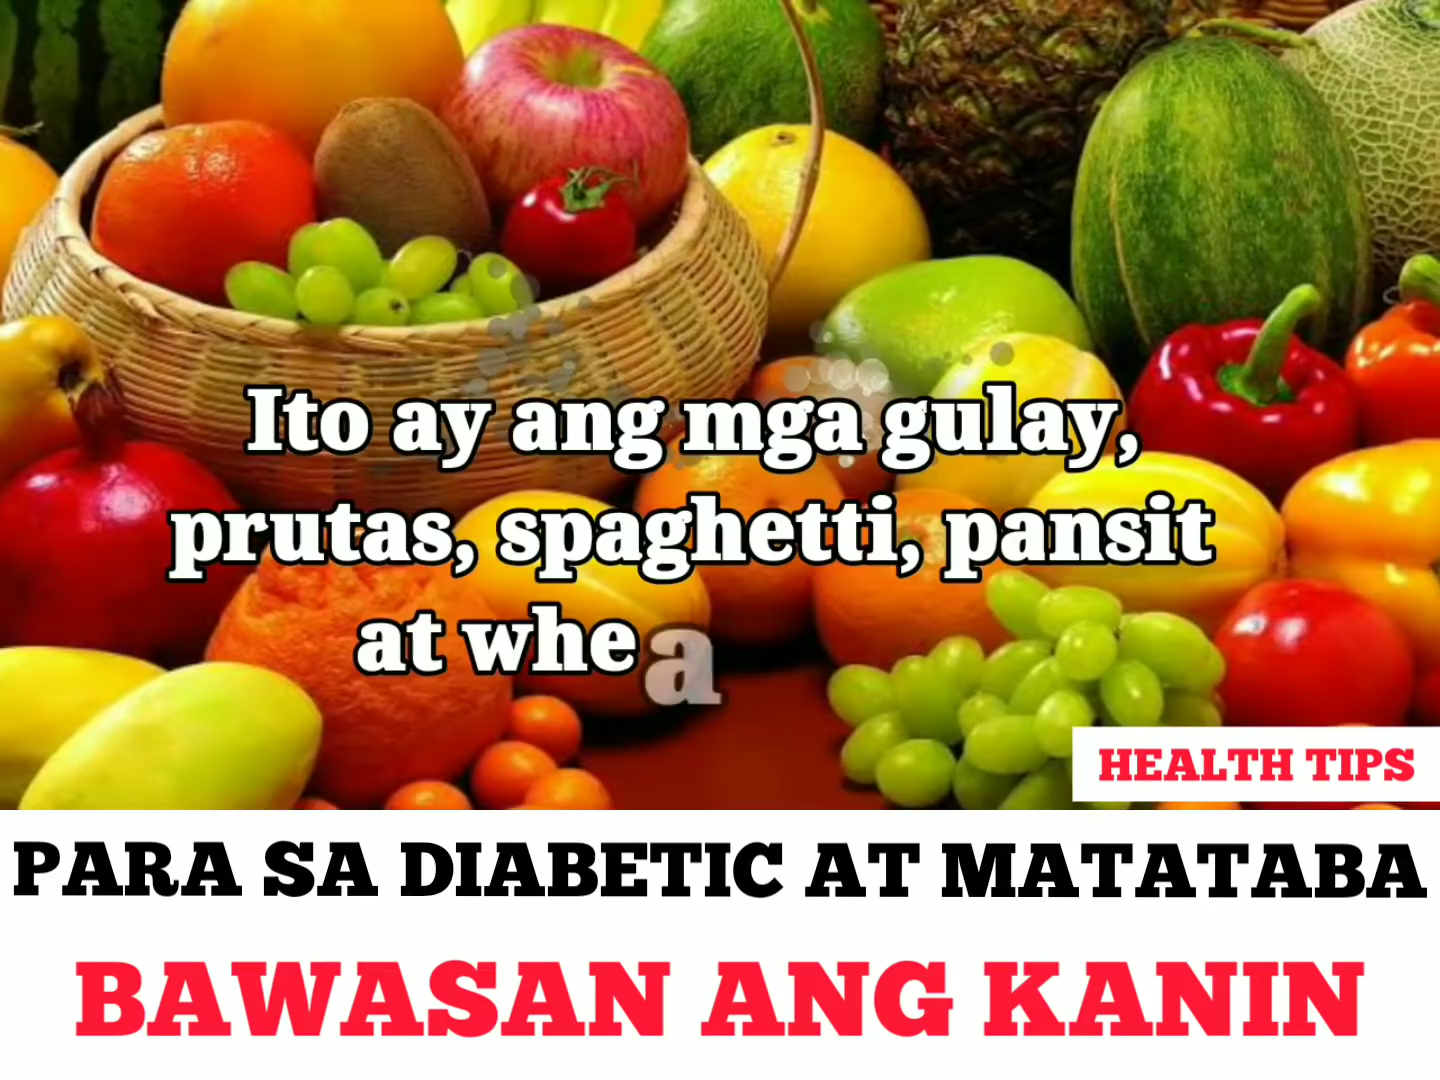 Ito ay ang mga gulay,
prutas, spaghetti, pansit
at whea
HEALTH TIPS
PARA SA DIABETIC AT MATATABA
BAWASAN ANG KANIN